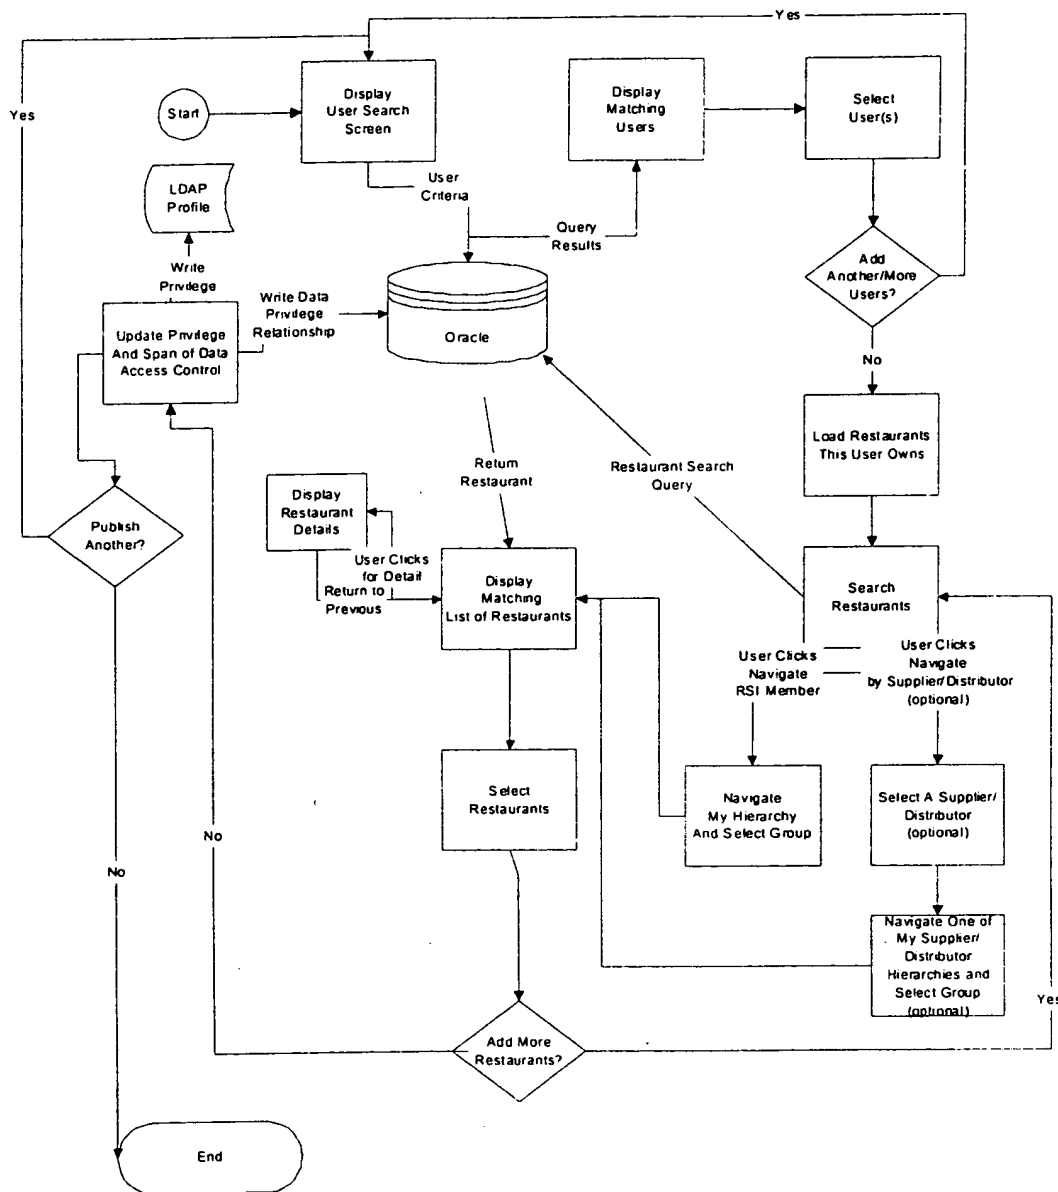 Yes
Yes
Start
Display
User Search
Screen
Display
Matching
Users
Select
User(s)
LDAP
Profile
User
Criteria
Query
Results
Write
Privilege
Add
Another/More
Users?
Write Data
Privilege
Relationship
Oracle
Update Privilege
And Span of Data
Access Control
No
Load Restaurants
This User Owns
Return
Restaurant
Restaurant Search
Query
Display
Restaurant
Details
Publish
Another?
User Clicks
for Detail
Return to
Previous
Display
Matching
List of Restaurants
Search
Restaurants
User Clicks
Navigate
RSI Member
User Clicks
Navigate
by Supplier/Distributor
(optional)
Select
Restaurants
Navigate
My Hierarchy
And Select Group
Select A Supplier/
Distributor
(optional)
No
No
Navigate One of
My Supplier/
Distributor
Hierarchies and
Select Group
(optional)
Yes
Add More
Restaurants?
End